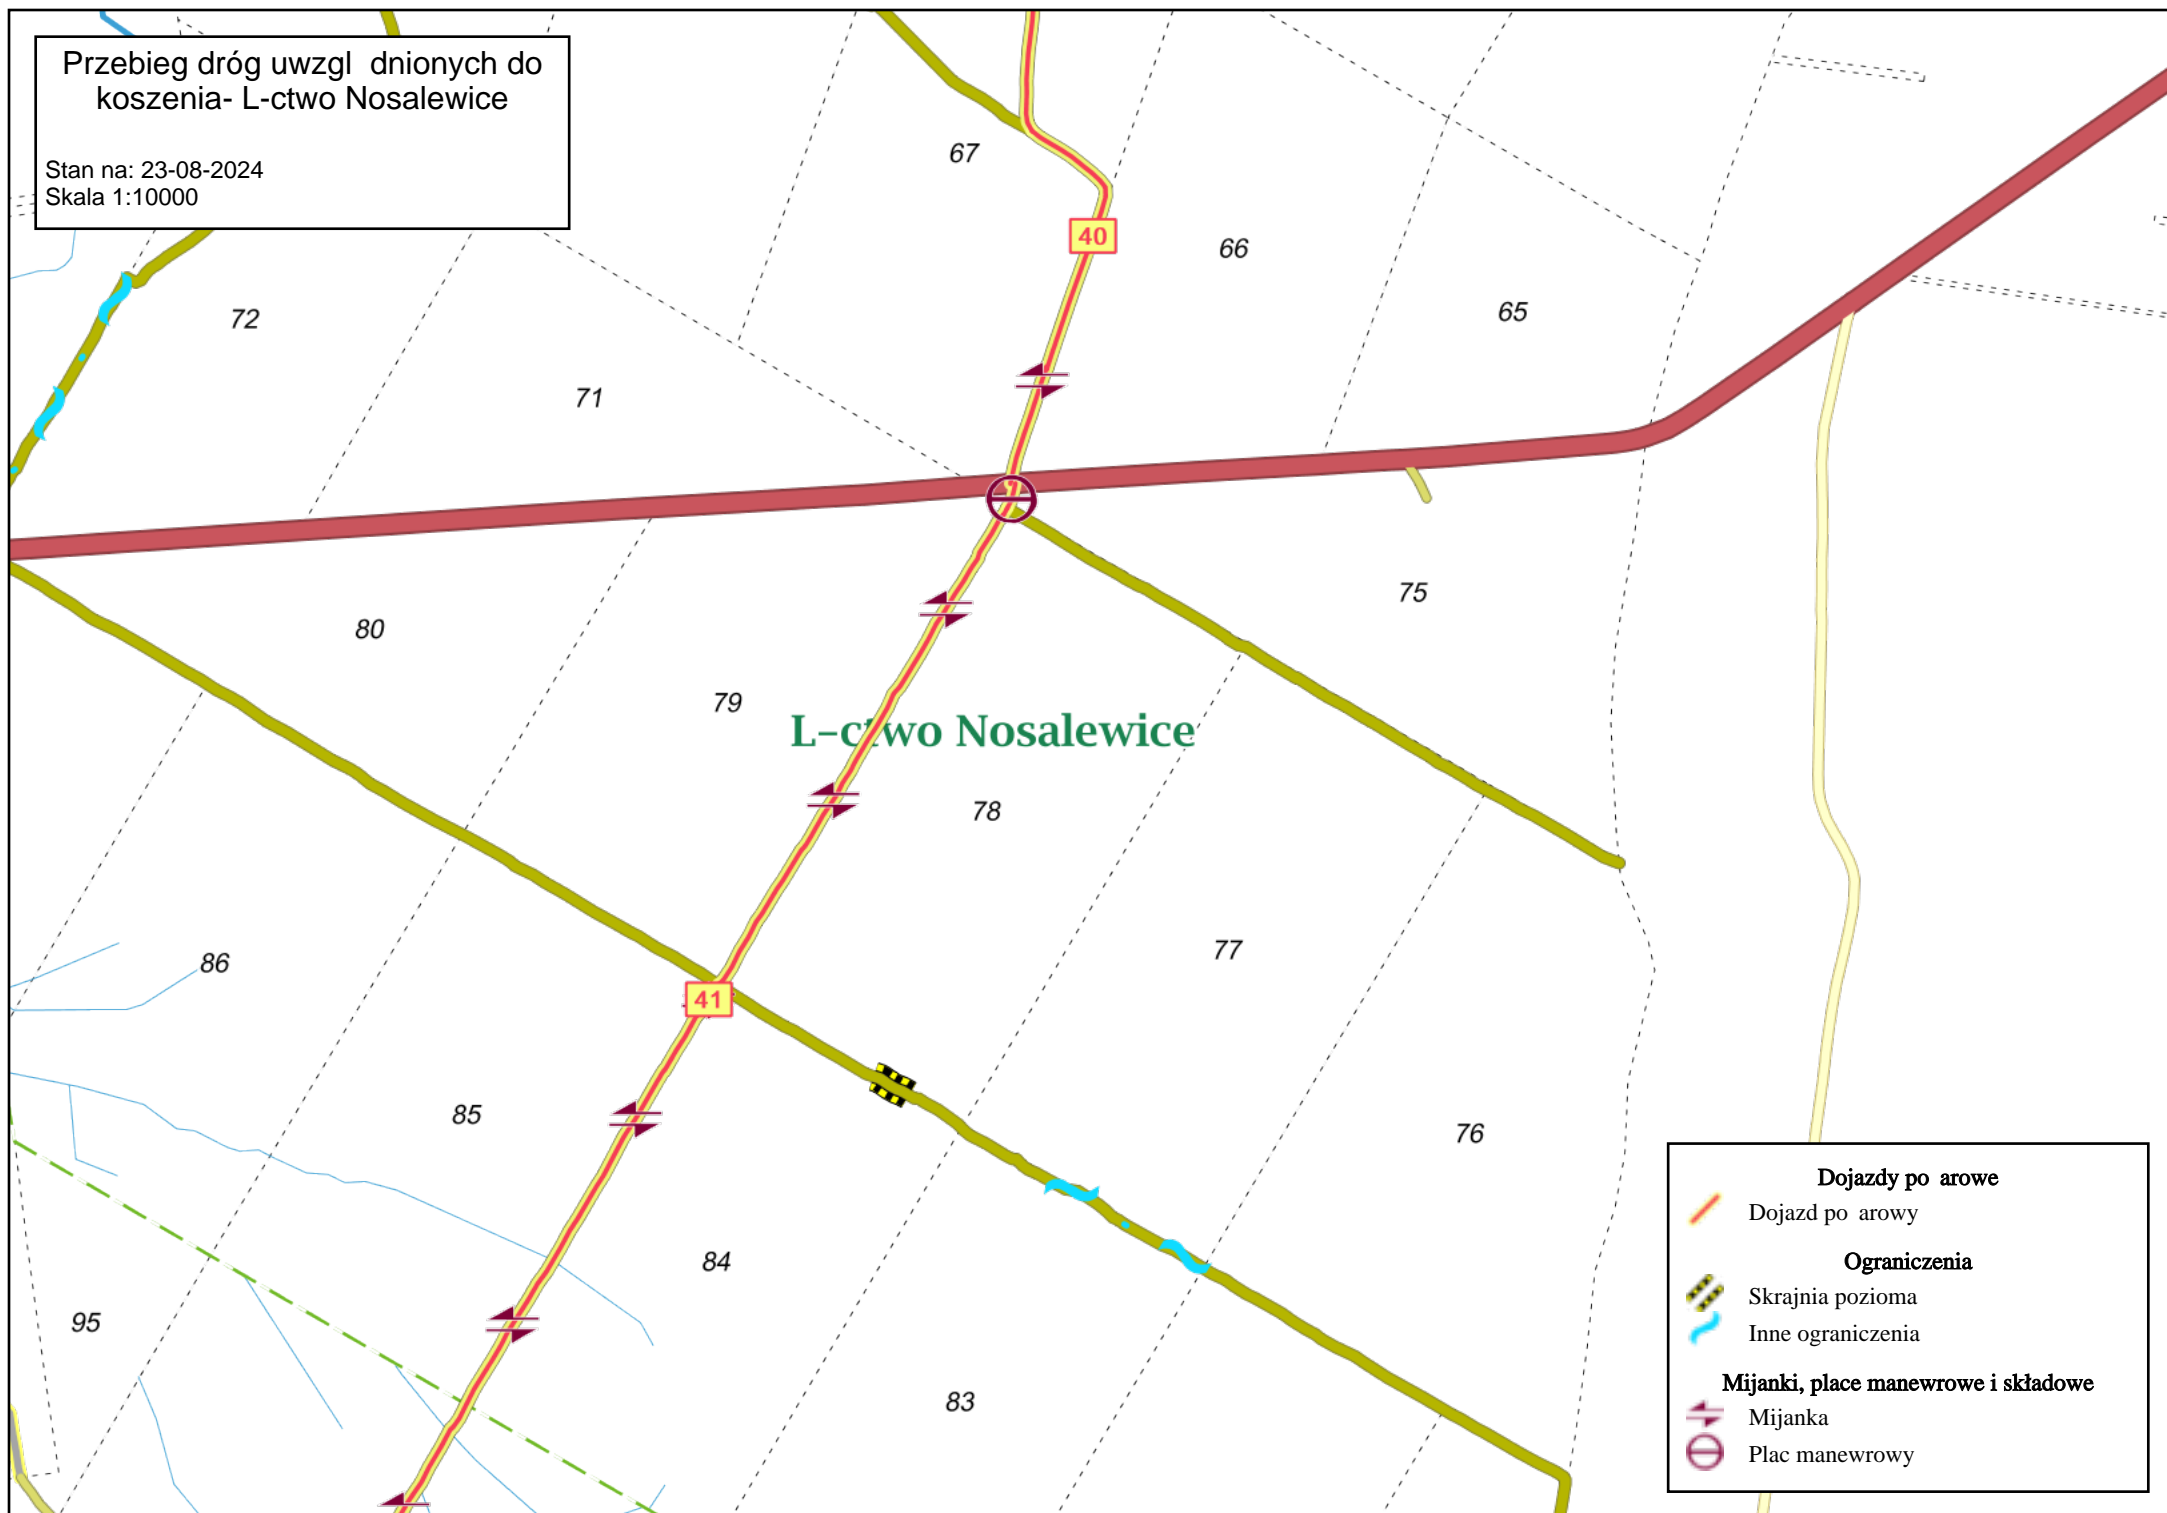 Przebieg dróg uwzgl dnionych do
koszenia- L-ctwo Nosalewice
Stan na: 23-08-2024
Skala 1:10000
67
40
66
72
65
71
75
80
79
L-ctwo Nosalewice
78
77
86
41
85
76
84
95
83
Dojazdy po arowe
Dojazd po arowy
Ograniczenia
Skrajnia pozioma
Inne ograniczenia
Mijanki, place manewrowe i składowe
Mijanka
Plac manewrowy